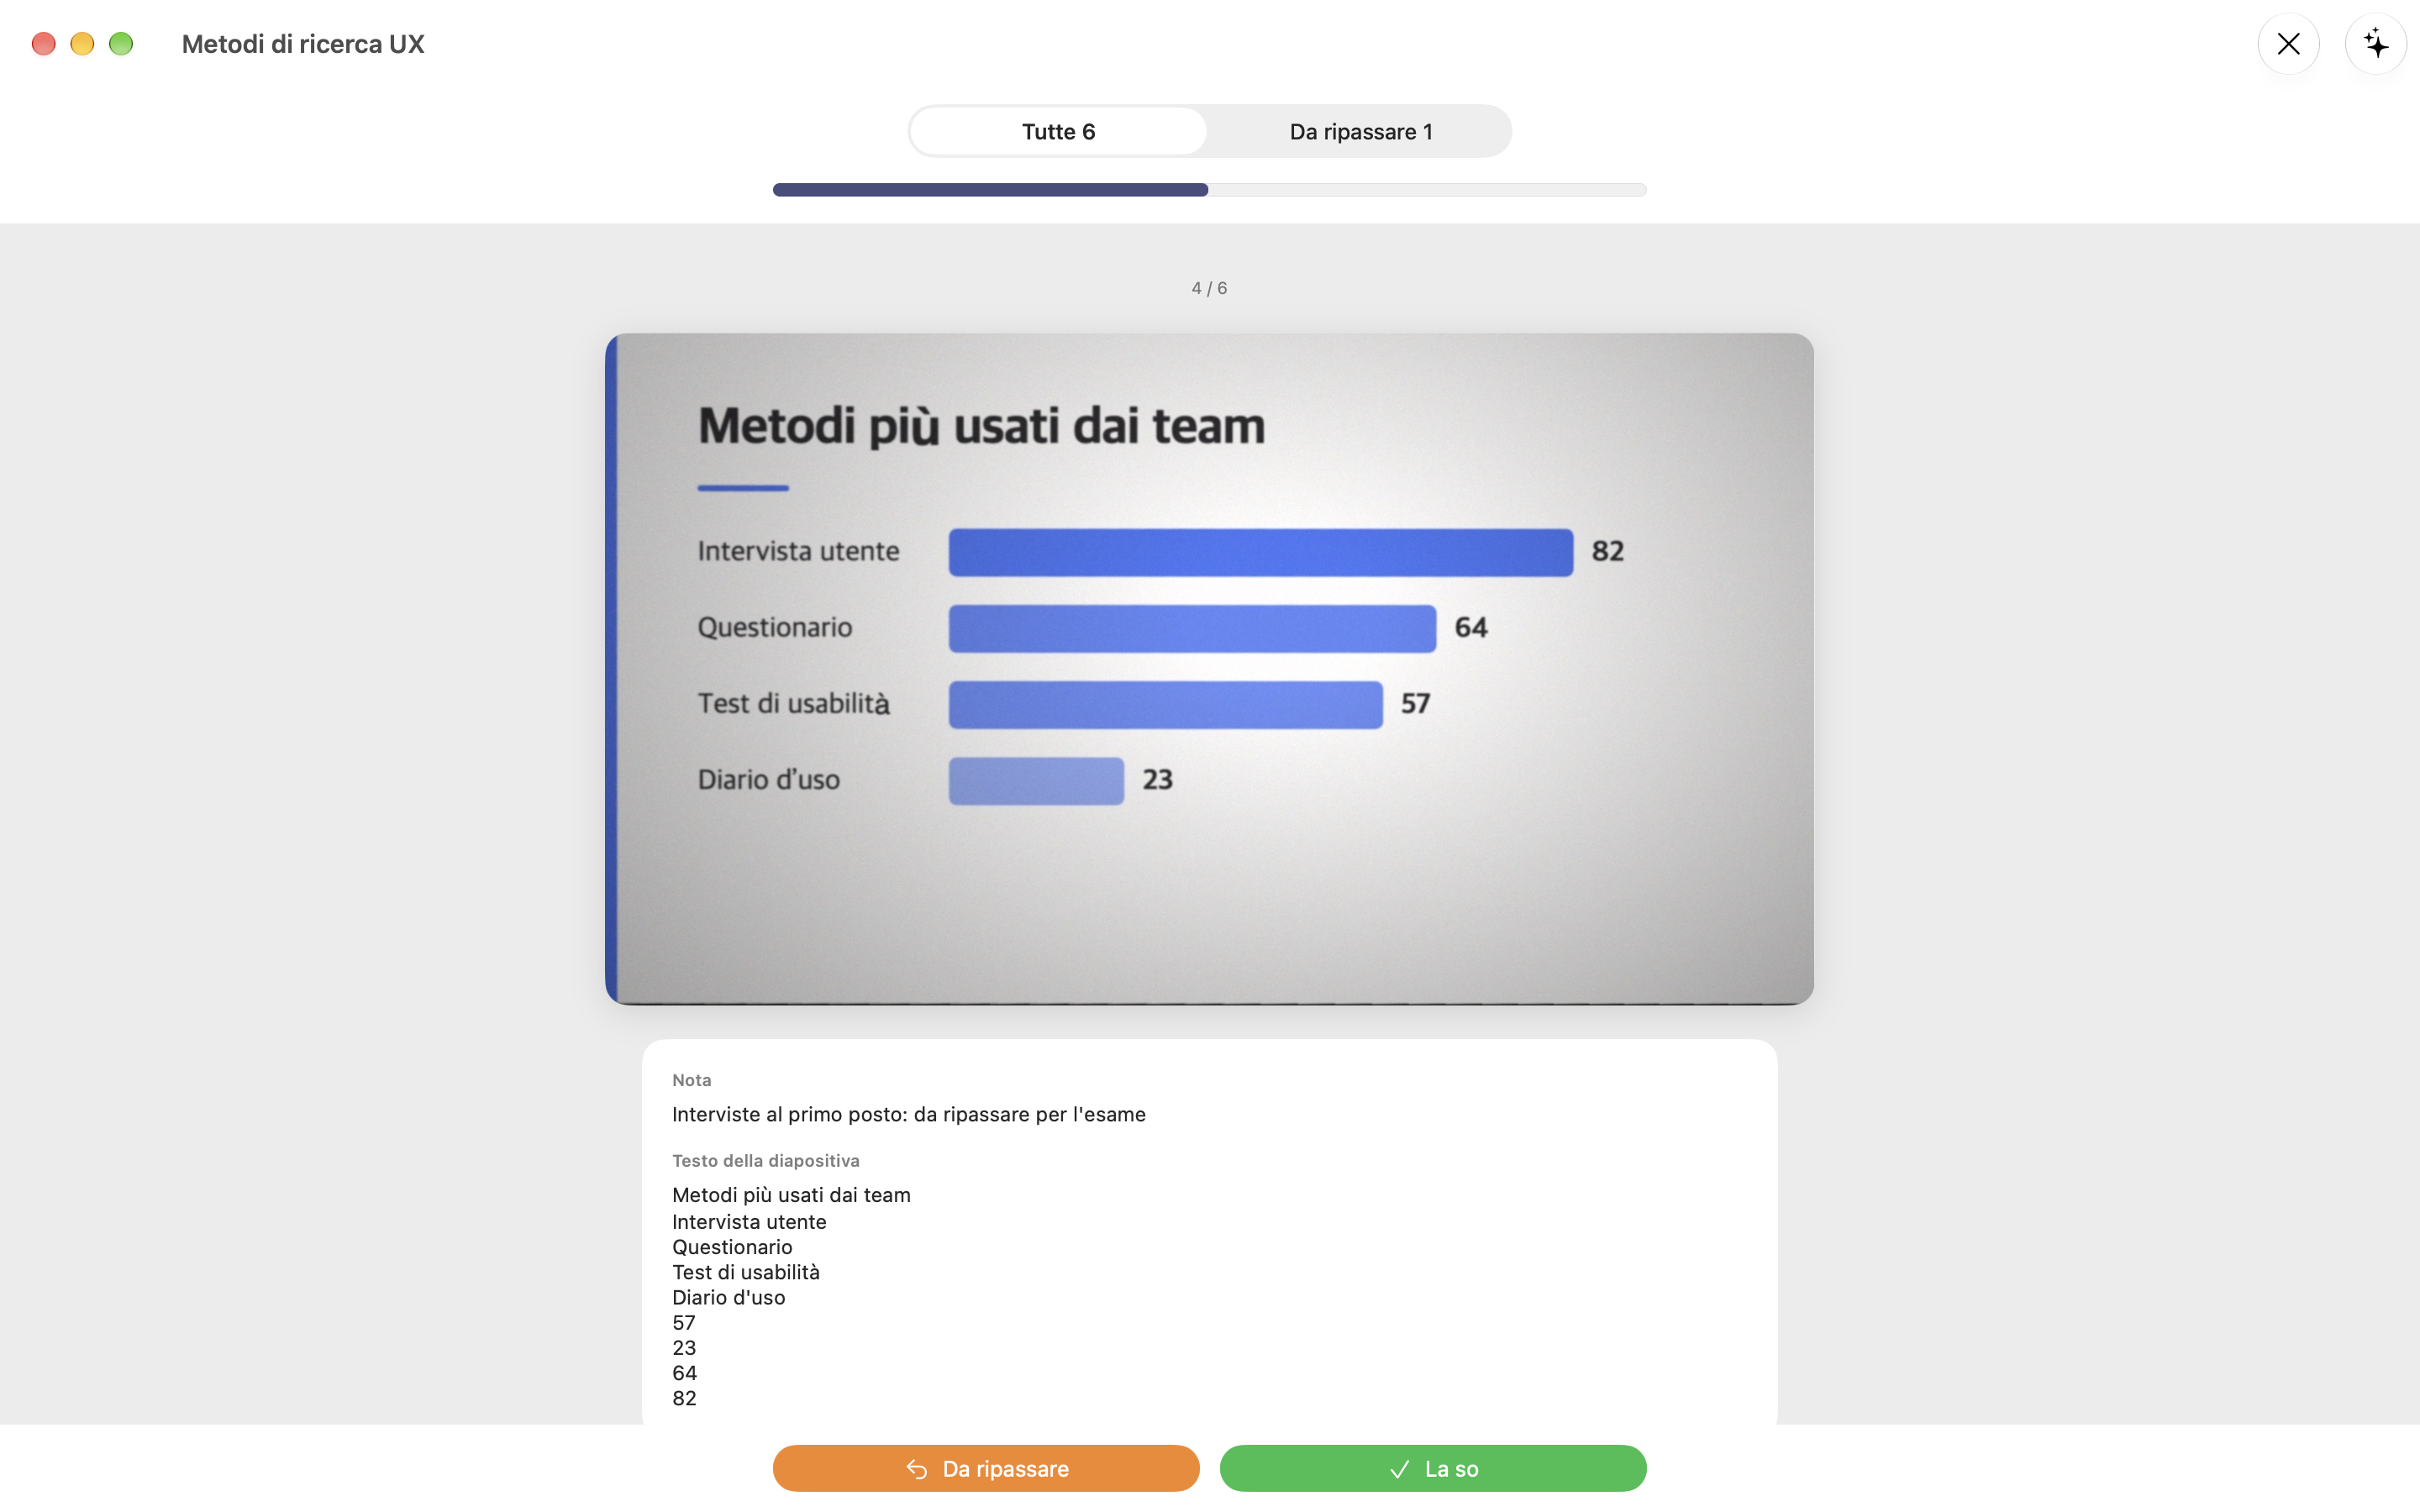 Metodi di ricerca UX
Tutte 6
Da ripassare 1
4 / 6
Metodi più usati dai team
Intervista utente 82
Questionario 64
Test di usabilità 57
Diario d’uso 23
Nota
Interviste al primo posto: da ripassare per l'esame
Testo della diapositiva
Metodi più usati dai team
Intervista utente
Questionario
Test di usabilità
Diario d'uso
57
23
64
82
Da ripassare
La so